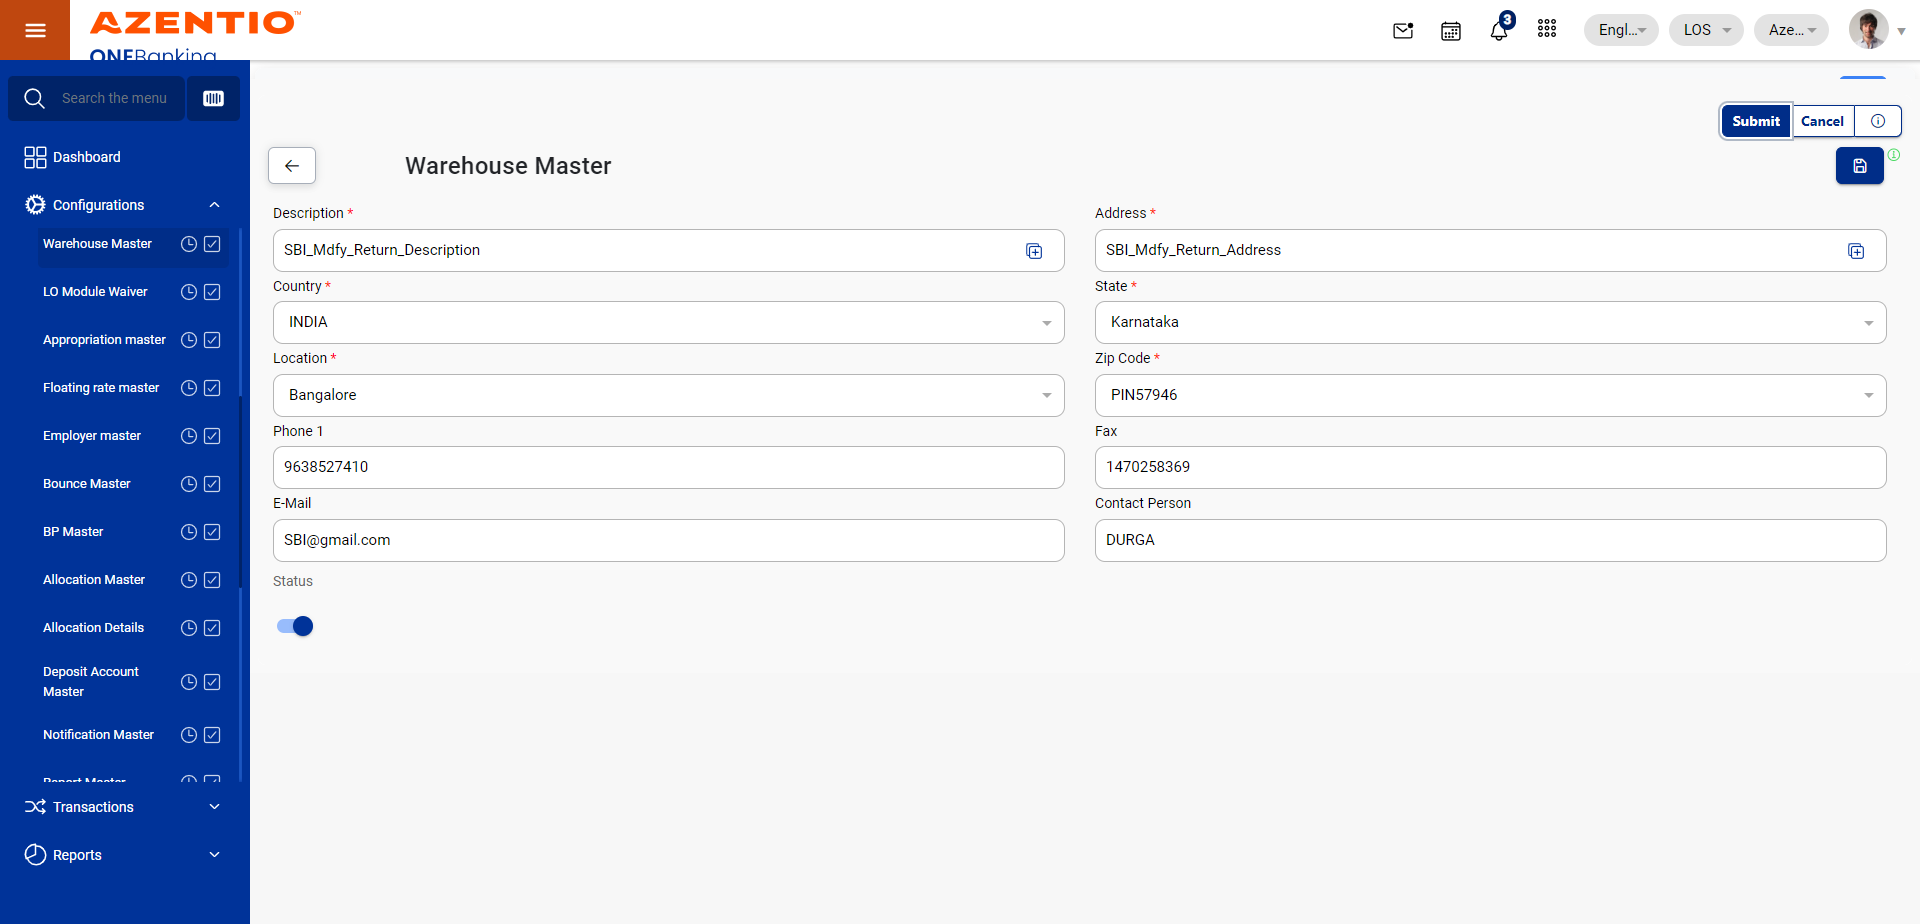 AZENTIO™
ONEBanking
3
Engl...
LOS
Aze...
Search the menu
Dashboard
Configurations
Warehouse Master
LO Module Waiver
Appropriation master
Floating rate master
Employer master
Bounce Master
BP Master
Allocation Master
Allocation Details
Deposit Account
Master
Notification Master
Report Master
Transactions
Reports
Submit
Cancel
Warehouse Master
Description *
SBI_Mdfy_Return_Description
Address *
SBI_Mdfy_Return_Address
Country *
INDIA
State *
Karnataka
Location *
Bangalore
Zip Code *
PIN57946
Phone 1
9638527410
Fax
1470258369
E-Mail
SBI@gmail.com
Contact Person
DURGA
Status